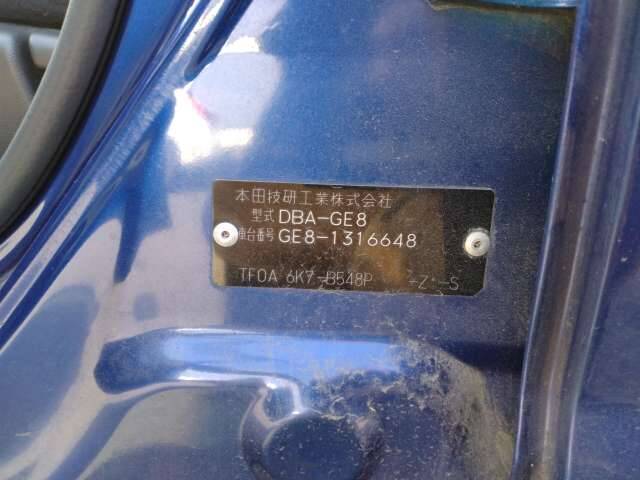 本田技研工業株式会社
型式 DBA-GE8
車台番号 GE8-1316648
TF0A 6K7-B548P -Z -S